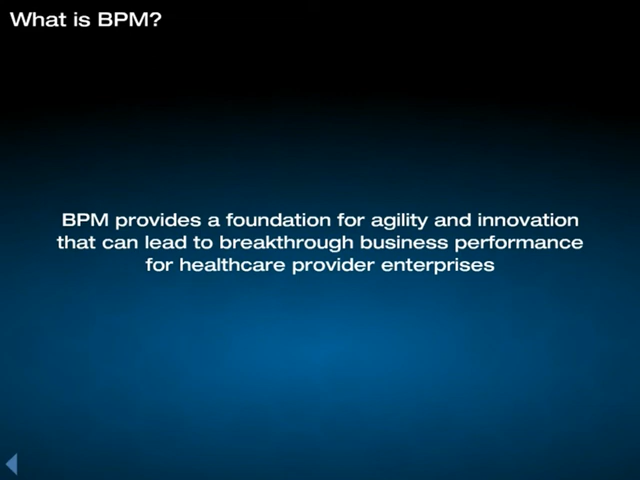 What is BPM?
BPM provides a foundation for agility and innovation
that can lead to breakthrough business performance
for healthcare provider enterprises